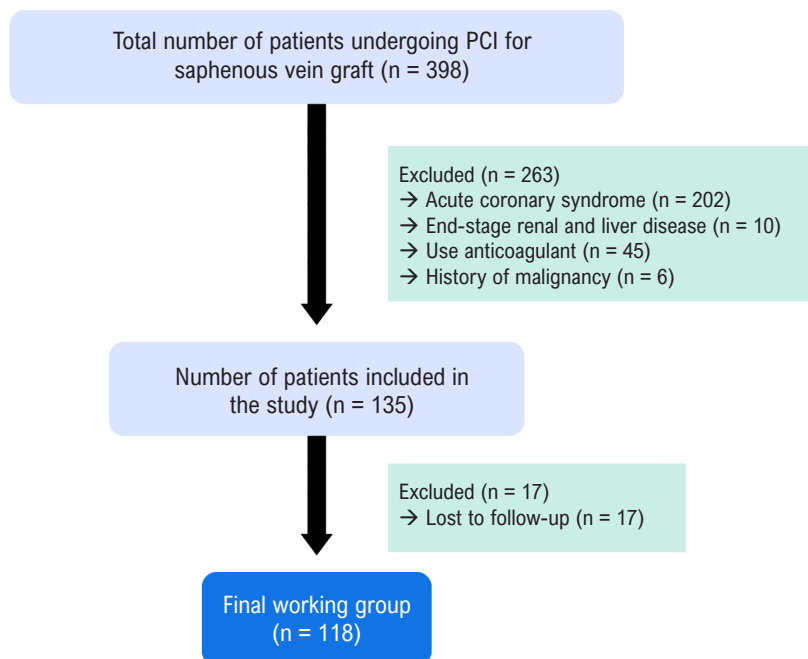 Total number of patients undergoing PCI for
saphenous vein graft (n = 398)
Excluded (n = 263)
→ Acute coronary syndrome (n = 202)
→ End-stage renal and liver disease (n = 10)
→ Use anticoagulant (n = 45)
→ History of malignancy (n = 6)
Number of patients included in
the study (n = 135)
Excluded (n = 17)
→ Lost to follow-up (n = 17)
Final working group
(n = 118)